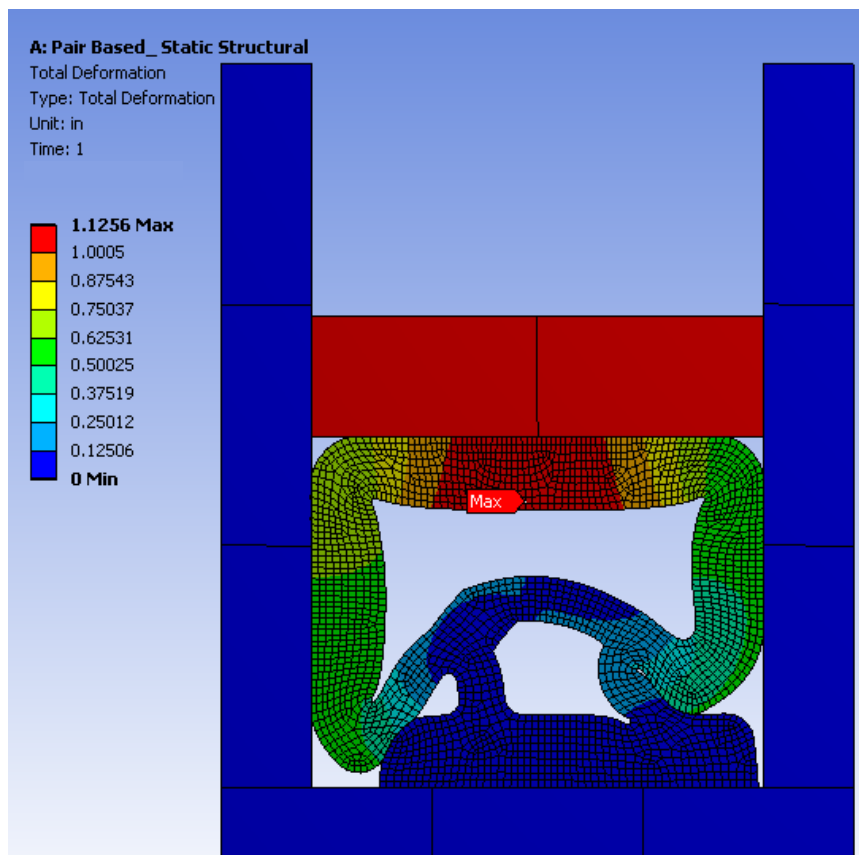 A: Pair Based_ Static Structural
Total Deformation
Type: Total Deformation
Unit: in
Time: 1
1.1256 Max
1.0005
0.87543
0.75037
0.62531
0.50025
0.37519
0.25012
0.12506
0 Min
Max